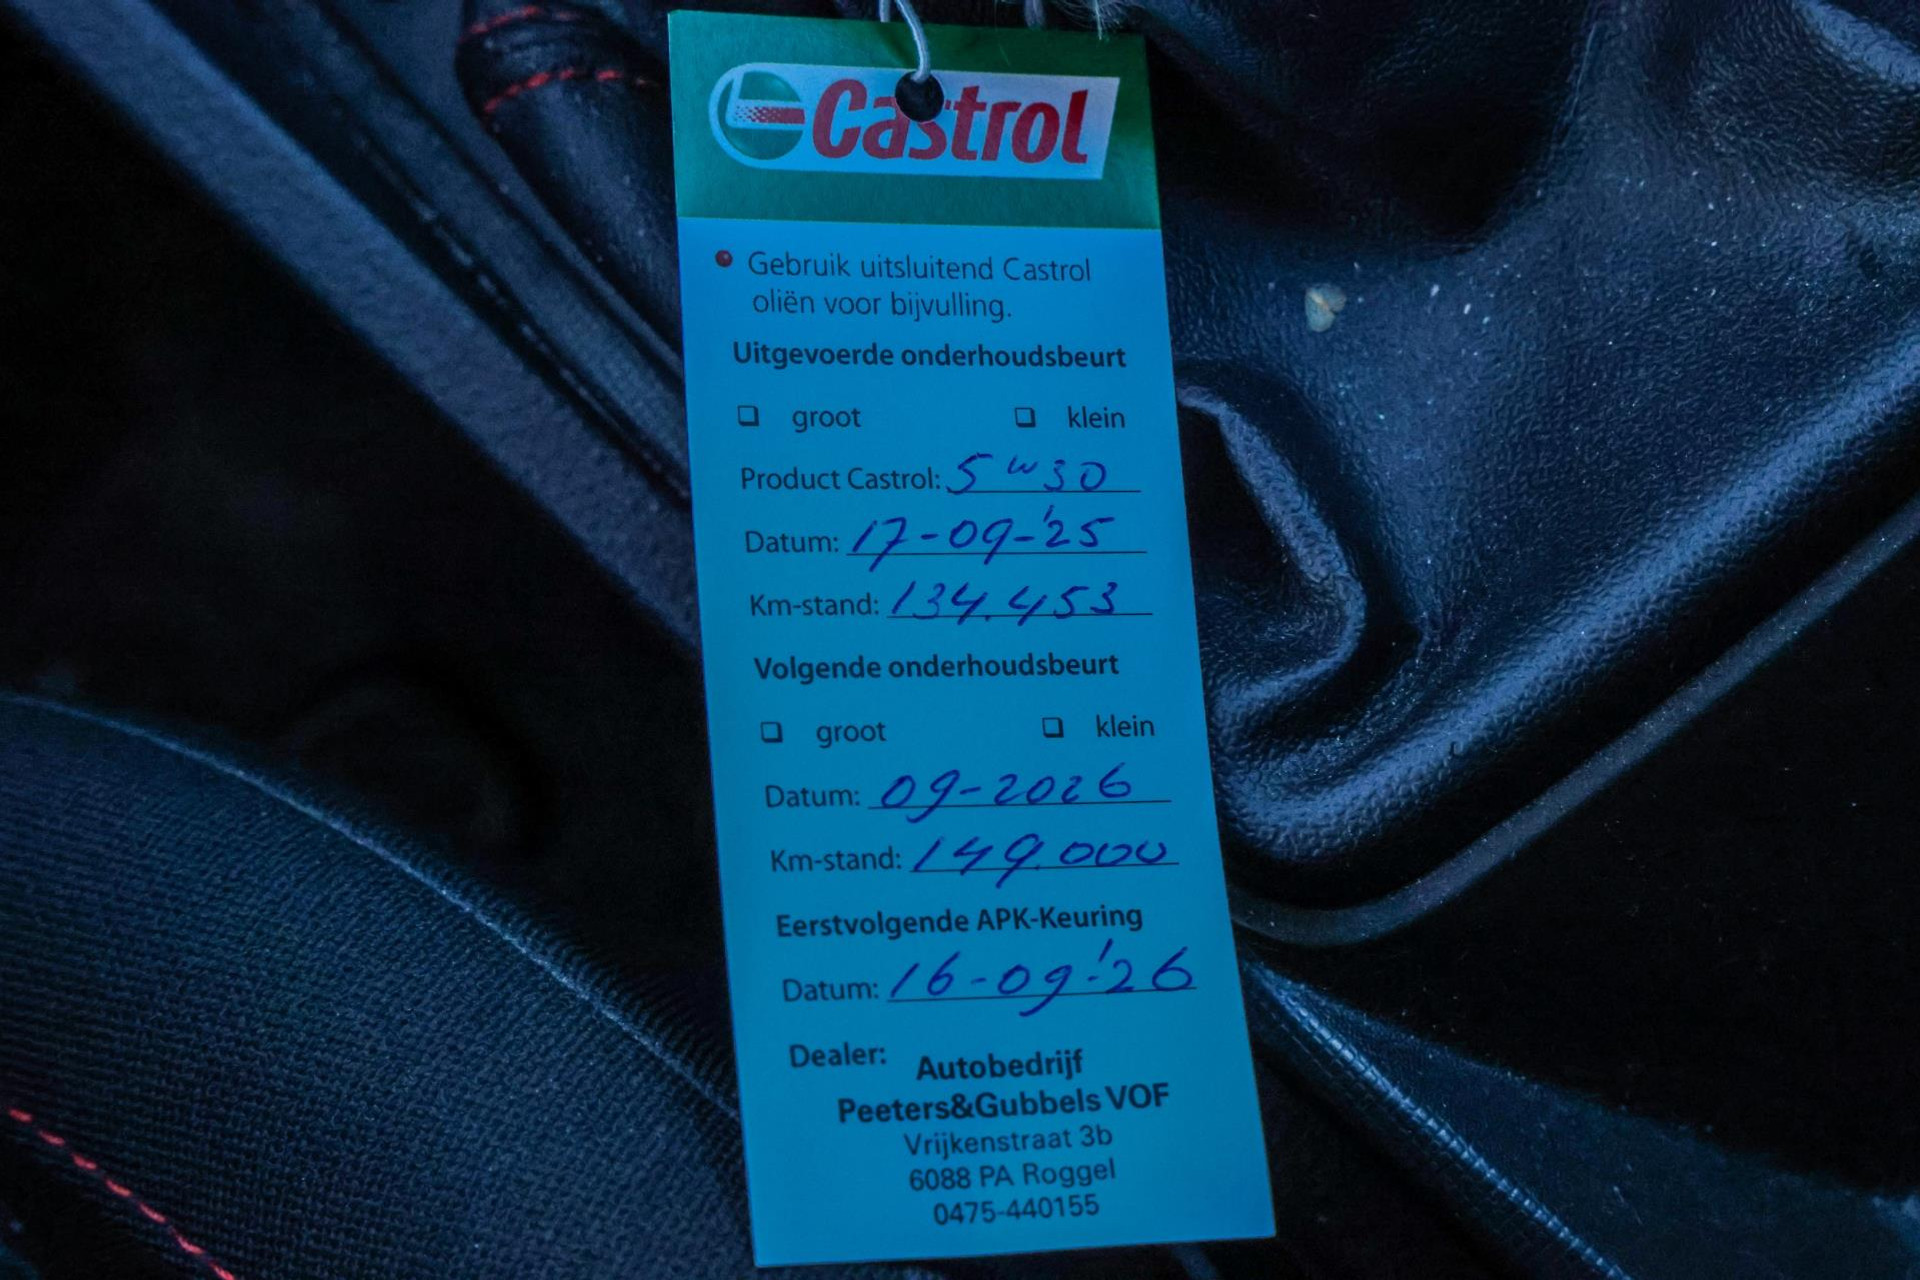 Castrol
Gebruik uitsluitend Castrol
oliën voor bijvulling.
Uitgevoerde onderhoudsbeurt
❑ groot ❑ klein
Product Castrol: 5w30
Datum: 17-09-'25
Km-stand: 134.453
Volgende onderhoudsbeurt
❑ groot ❑ klein
Datum: 09-2026
Km-stand: 149.000
Eerstvolgende APK-Keuring
Datum: 16-09-'26
Dealer: Autobedrijf
Peeters&Gubbels VOF
Vrijkenstraat 3b
6088 PA Roggel
0475-440155